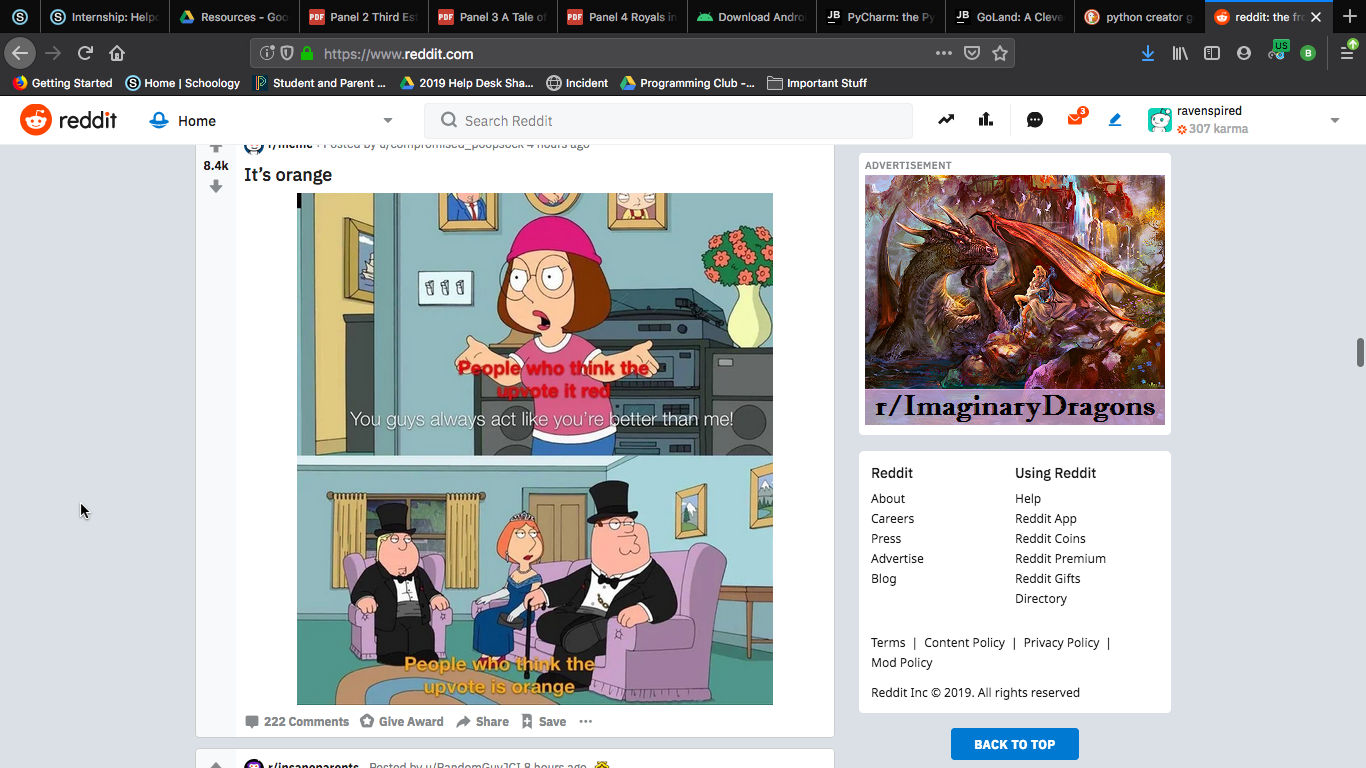 Internship: Help
Resources - Goo
Panel 2 Third Est
Panel 3 A Tale of
Panel 4 Royals in
Download Andro
PyCharm: the Py
GoLand: A Cleve
python creator g
reddit: the fro
https://www.reddit.com
US
B
Getting Started
Home | Schoology
Student and Parent ...
2019 Help Desk Sha...
Incident
Programming Club -...
Important Stuff
reddit
Home
Search Reddit
3
ravenspired
307 karma
r/meme · Posted by u/compromised_poopsock 4 hours ago
8.4k
It's orange
People who think the
upvote it red
You guys always act like you're better than me!
People who think the
upvote is orange
222 Comments
Give Award
Share
Save
r/insaneparents · Posted by u/RandomGuyJCI 8 hours ago
ADVERTISEMENT
r/ImaginaryDragons
Reddit
Using Reddit
About
Help
Careers
Reddit App
Press
Reddit Coins
Advertise
Reddit Premium
Blog
Reddit Gifts
Directory
Terms | Content Policy | Privacy Policy |
Mod Policy
Reddit Inc © 2019. All rights reserved
BACK TO TOP